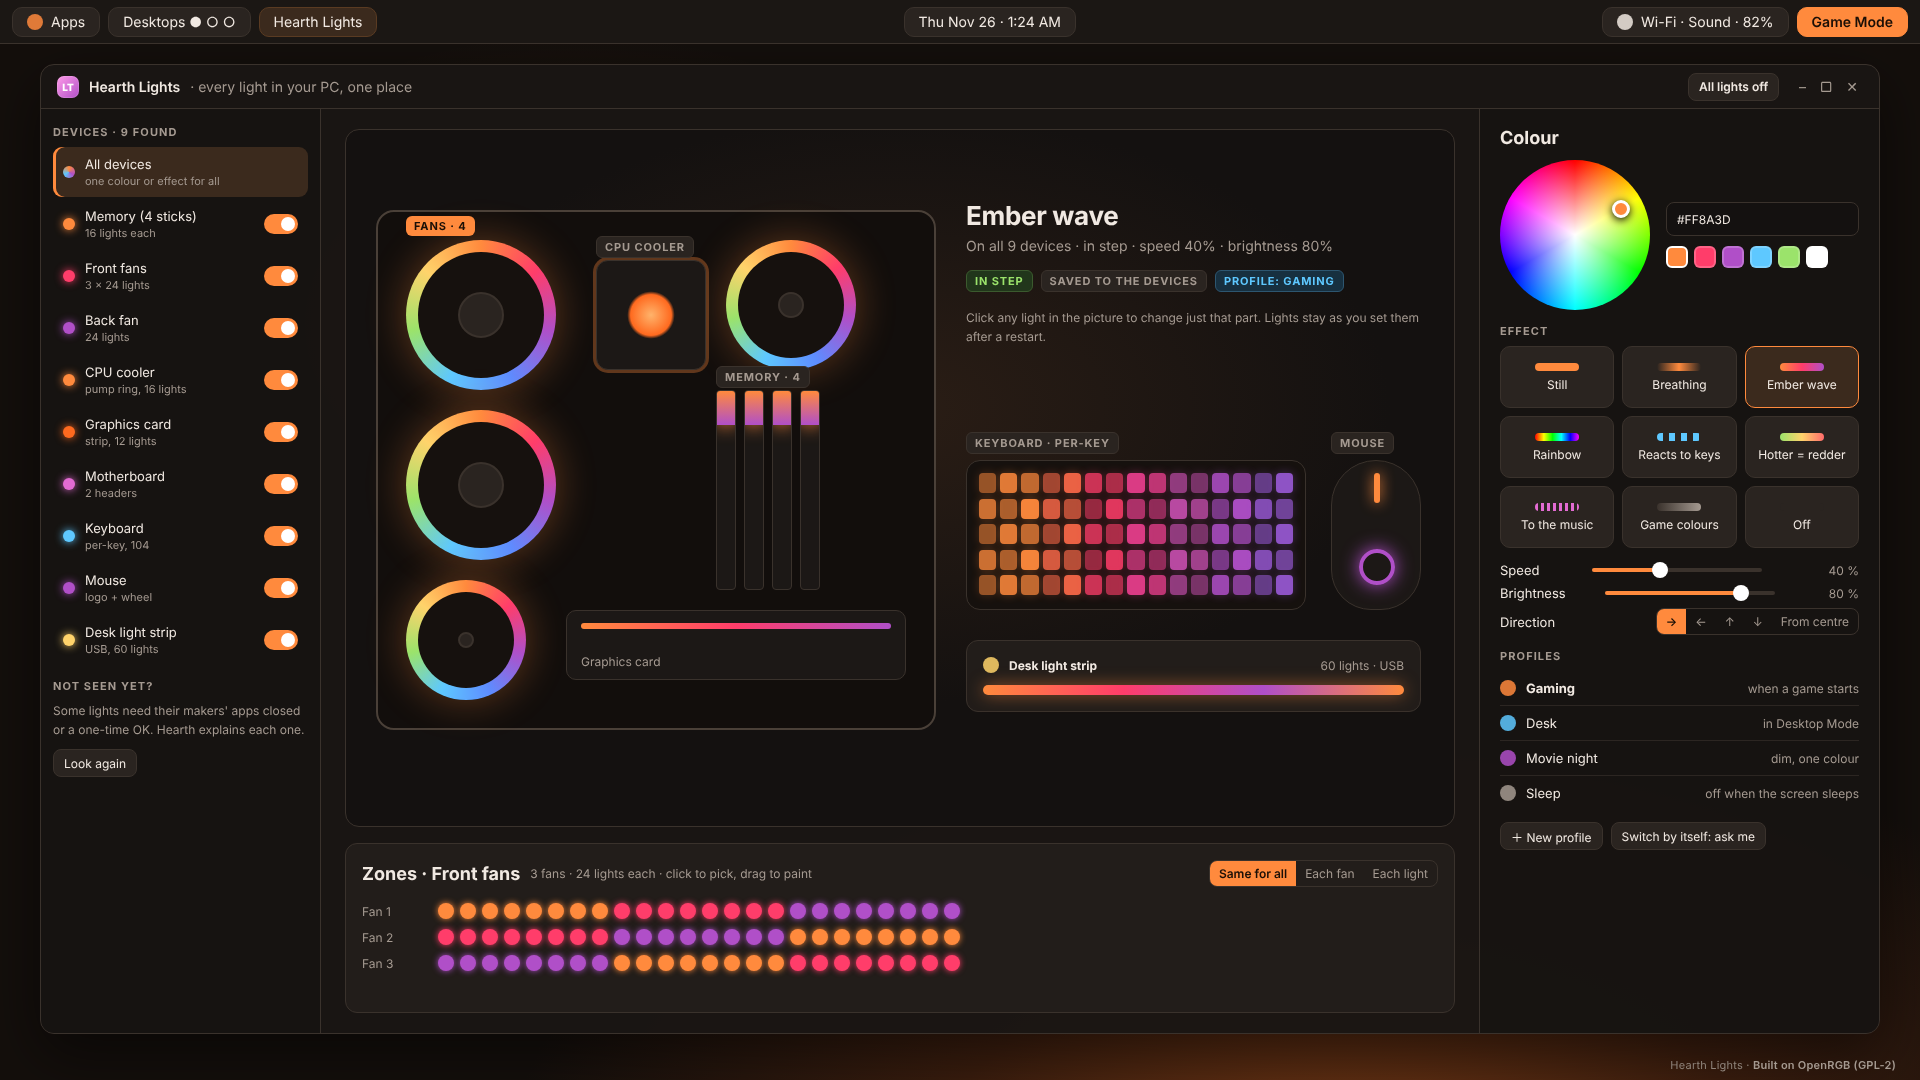 Apps
Desktops
Hearth Lights
Thu Nov 26 · 1:24 AM
Wi-Fi · Sound · 82%
Game Mode
LT
Hearth Lights · every light in your PC, one place
All lights off
DEVICES · 9 FOUND
All devices
one colour or effect for all
Memory (4 sticks)
16 lights each
Front fans
3 × 24 lights
Back fan
24 lights
CPU cooler
pump ring, 16 lights
Graphics card
strip, 12 lights
Motherboard
2 headers
Keyboard
per-key, 104
Mouse
logo + wheel
Desk light strip
USB, 60 lights
NOT SEEN YET?
Some lights need their makers' apps closed
or a one-time OK. Hearth explains each one.
Look again
FANS · 4
CPU COOLER
MEMORY · 4
Graphics card
Ember wave
On all 9 devices · in step · speed 40% · brightness 80%
IN STEP
SAVED TO THE DEVICES
PROFILE: GAMING
Click any light in the picture to change just that part. Lights stay as you set them
after a restart.
KEYBOARD · PER-KEY
MOUSE
Desk light strip
60 lights · USB
Zones · Front fans
3 fans · 24 lights each · click to pick, drag to paint
Same for all
Each fan
Each light
Fan 1
Fan 2
Fan 3
Colour
#FF8A3D
EFFECT
Still
Breathing
Ember wave
Rainbow
Reacts to keys
Hotter = redder
To the music
Game colours
Off
Speed
40 %
Brightness
80 %
Direction
→ ← ↑ ↓ From centre
PROFILES
Gaming
when a game starts
Desk
in Desktop Mode
Movie night
dim, one colour
Sleep
off when the screen sleeps
+ New profile
Switch by itself: ask me
Hearth Lights · Built on OpenRGB (GPL-2)